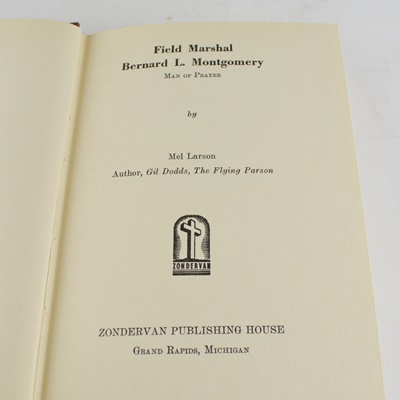 Field Marshal
Bernard L. Montgomery
Man of Prayer
by
Mel Larson
Author, Gil Dodds, The Flying Parson
ZONDERVAN
ZONDERVAN PUBLISHING HOUSE
Grand Rapids, Michigan